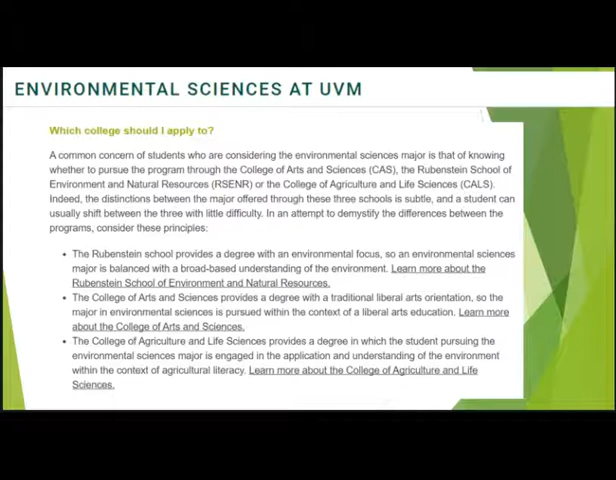 ENVIRONMENTAL SCIENCES AT UVM
Which college should I apply to?
A common concern of students who are considering the environmental sciences major is that of knowing
whether to pursue the program through the College of Arts and Sciences (CAS), the Rubenstein School of
Environment and Natural Resources (RSENR) or the College of Agriculture and Life Sciences (CALS).
Indeed, the distinctions between the major offered through these three schools is subtle, and a student can
usually shift between the three with little difficulty. In an attempt to demystify the differences between the
programs, consider these principles:
• The Rubenstein school provides a degree with an environmental focus, so an environmental sciences
major is balanced with a broad-based understanding of the environment. Learn more about the
Rubenstein School of Environment and Natural Resources.
• The College of Arts and Sciences provides a degree with a traditional liberal arts orientation, so the
major in environmental sciences is pursued within the context of a liberal arts education. Learn more
about the College of Arts and Sciences.
• The College of Agriculture and Life Sciences provides a degree in which the student pursuing the
environmental sciences major is engaged in the application and understanding of the environment
within the context of agricultural literacy. Learn more about the College of Agriculture and Life
Sciences.